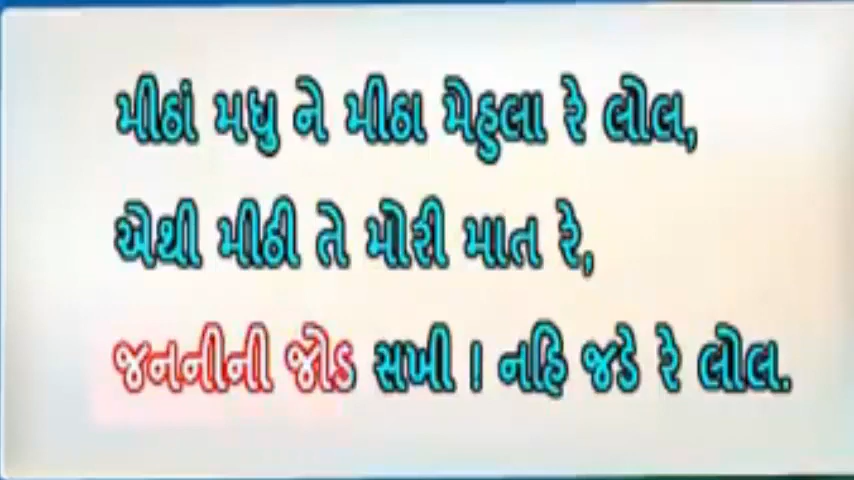 મીઠાં મધુ ને મીઠા મેહુલા રે લોલ,
એથી મીઠી તે મોરી માત રે,
જનનીની જોડ સખી ! નહિ જડે રે લોલ.